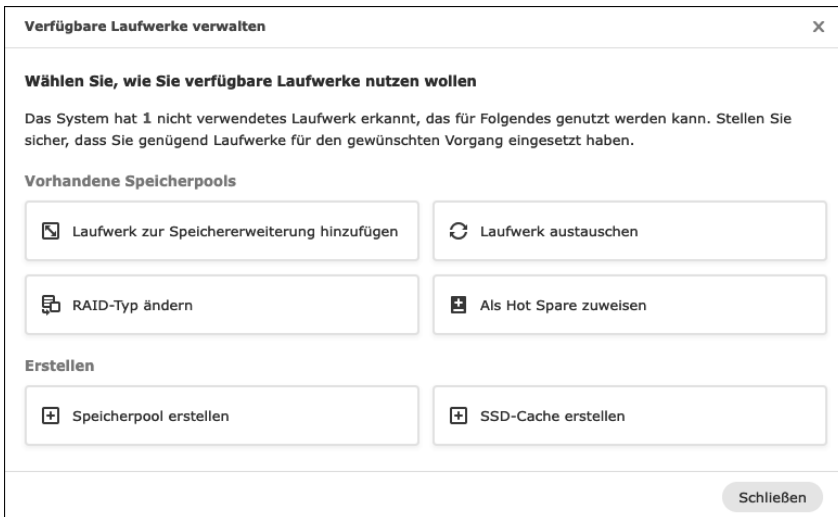 Verfügbare Laufwerke verwalten
Wählen Sie, wie Sie verfügbare Laufwerke nutzen wollen
Das System hat 1 nicht verwendetes Laufwerk erkannt, das für Folgendes genutzt werden kann. Stellen Sie
sicher, dass Sie genügend Laufwerke für den gewünschten Vorgang eingesetzt haben.
Vorhandene Speicherpools
Laufwerk zur Speichererweiterung hinzufügen
Laufwerk austauschen
RAID-Typ ändern
Als Hot Spare zuweisen
Erstellen
Speicherpool erstellen
SSD-Cache erstellen
Schließen